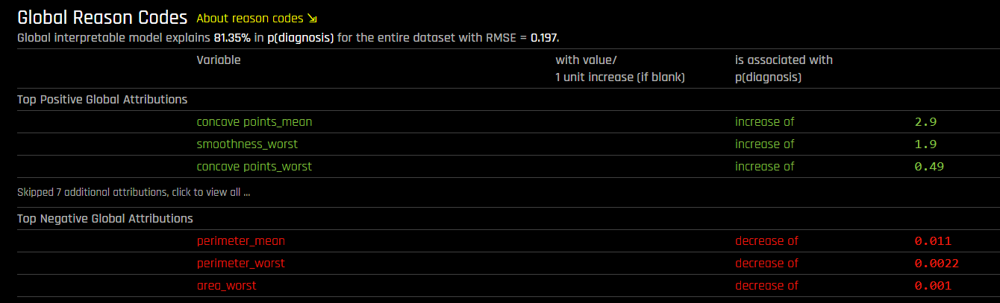 Global Reason Codes About reason codes ⇲
Global interpretable model explains 81.35% in p(diagnosis) for the entire dataset with RMSE = 0.197.
Variable with value/ is associated with
1 unit increase (if blank) p(diagnosis)
Top Positive Global Attributions
concave points_mean increase of 2.9
smoothness_worst increase of 1.9
concave points_worst increase of 0.49
Skipped 7 additional attributions, click to view all ...
Top Negative Global Attributions
perimeter_mean decrease of 0.011
perimeter_worst decrease of 0.0022
area_worst decrease of 0.001